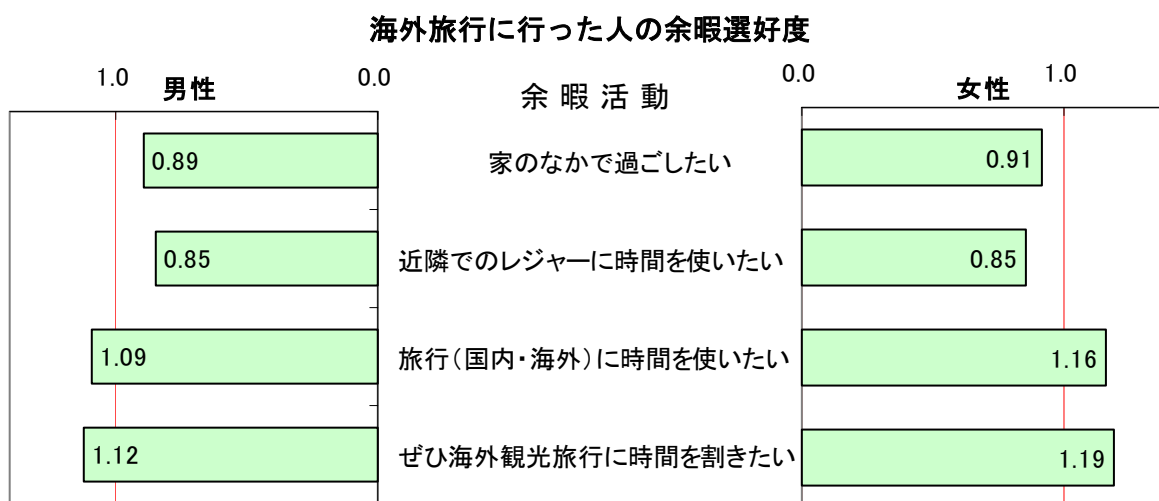 海外旅行に行った人の余暇選好度
1.0 0.0 0.0 1.0
男性 余暇活動 女性
0.89 家のなかで過ごしたい 0.91
0.85 近隣でのレジャーに時間を使いたい 0.85
1.09 旅行(国内・海外)に時間を使いたい 1.16
1.12 ぜひ海外観光旅行に時間を割きたい 1.19